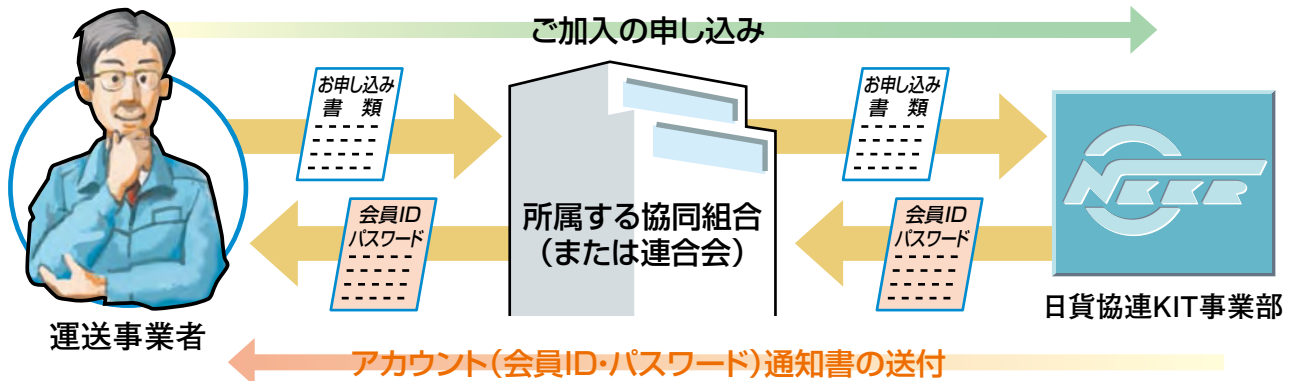 ご加入の申し込み
お申し込み
書 類
お申し込み
書 類
NKKR
会員ID
パスワード
所属する協同組合
（または連合会）
会員ID
パスワード
運送事業者
日貨協連KIT事業部
アカウント（会員ID・パスワード）通知書の送付